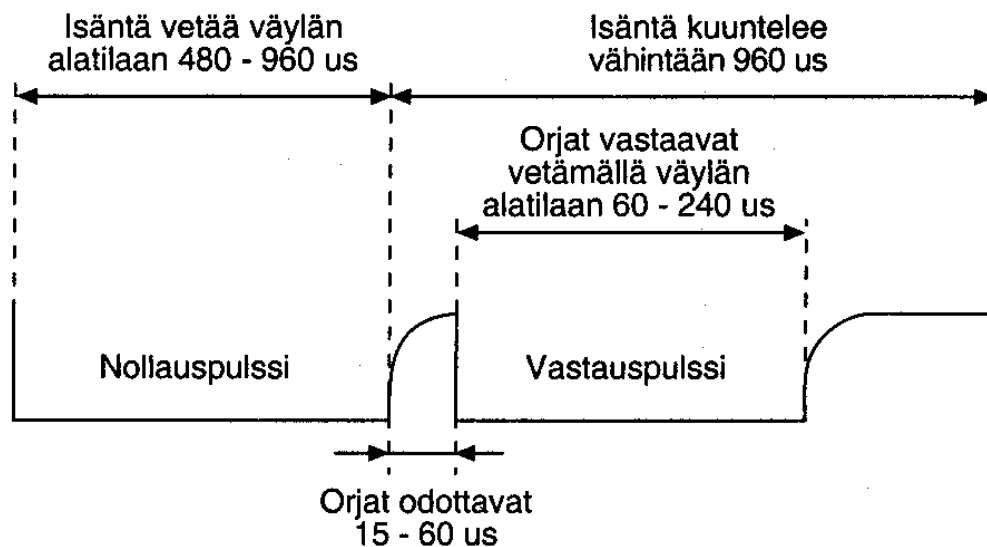 Isäntä vetää väylän
alatilaan 480 - 960 us
Isäntä kuuntelee
vähintään 960 us
Orjat vastaavat
vetämällä väylän
alatilaan 60 - 240 us
Nollauspulssi
Vastauspulssi
Orjat odottavat
15 - 60 us